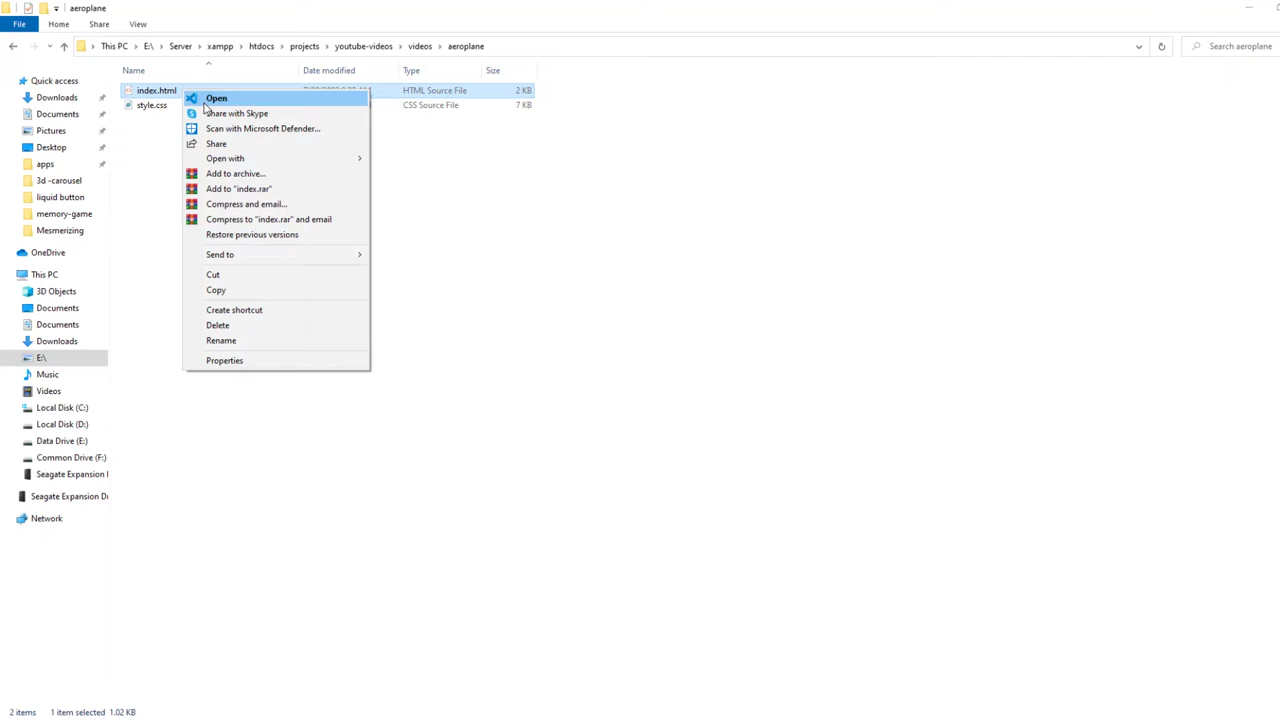 aeroplane
File Home Share View
This PC E:\ Server xampp htdocs projects youtube-videos videos aeroplane Search aeroplane
Name Date modified Type Size
Quick access
Downloads
Documents
Pictures
Desktop
apps
3d -carousel
liquid button
memory-game
Mesmerizing
OneDrive
This PC
3D Objects
Documents
Documents
Downloads
E:\
Music
Videos
Local Disk (C:)
Local Disk (D:)
Data Drive (E:)
Common Drive (F:)
Seagate Expansion
Seagate Expansion
Network
index.html HTML Source File 2 KB
style.css CSS Source File 7 KB
Open
Share with Skype
Scan with Microsoft Defender...
Share
Open with
Add to archive...
Add to "index.rar"
Compress and email...
Compress to "index.rar" and email
Restore previous versions
Send to
Cut
Copy
Create shortcut
Delete
Rename
Properties
2 items 1 item selected 1.02 KB